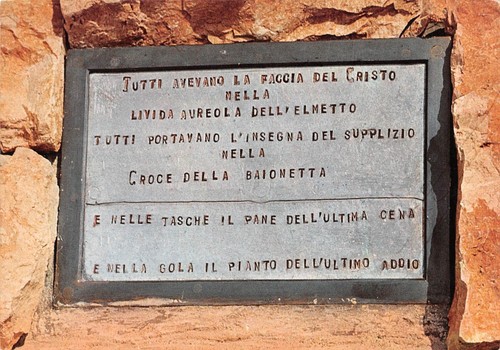 TUTTI AVEVANO LA FACCIA DEL CRISTO
NELLA
LIVIDA AUREOLA DELL'ELMETTO
TUTTI PORTAVANO L'INSEGNA DEL SUPPLIZIO
NELLA
CROCE DELLA BAIONETTA
E NELLE TASCHE IL PANE DELL'ULTIMA CENA
E NELLA GOLA IL PIANTO DELL'ULTIMO ADDIO